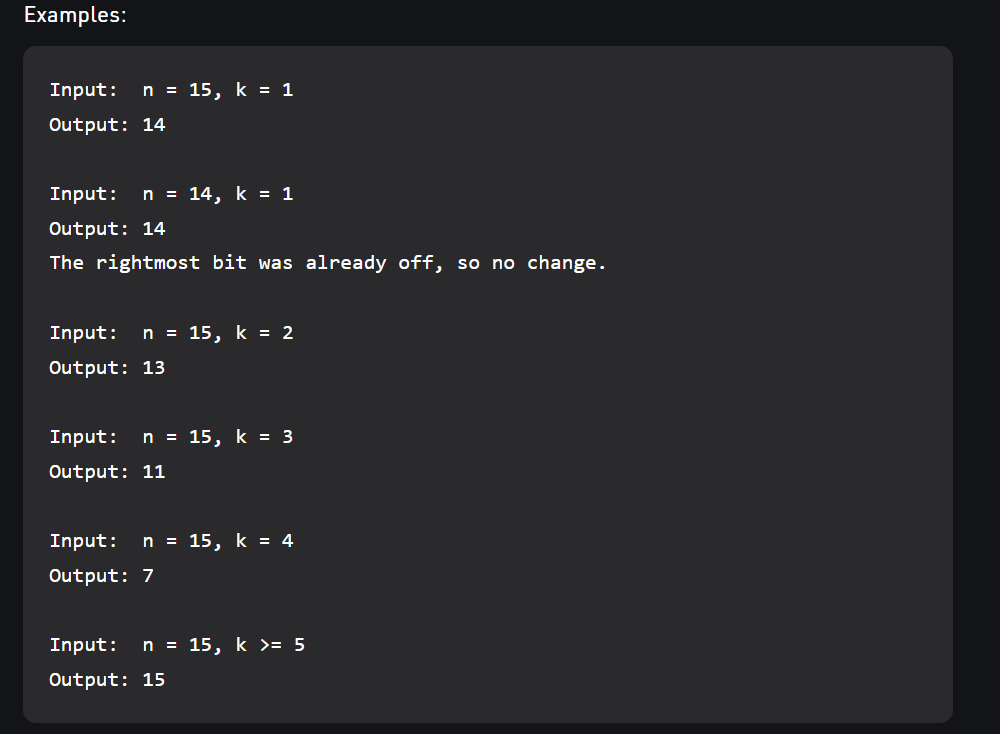 Examples:
Input:  n = 15, k = 1
Output: 14
Input:  n = 14, k = 1
Output: 14
The rightmost bit was already off, so no change.
Input:  n = 15, k = 2
Output: 13
Input:  n = 15, k = 3
Output: 11
Input:  n = 15, k = 4
Output: 7
Input:  n = 15, k >= 5
Output: 15